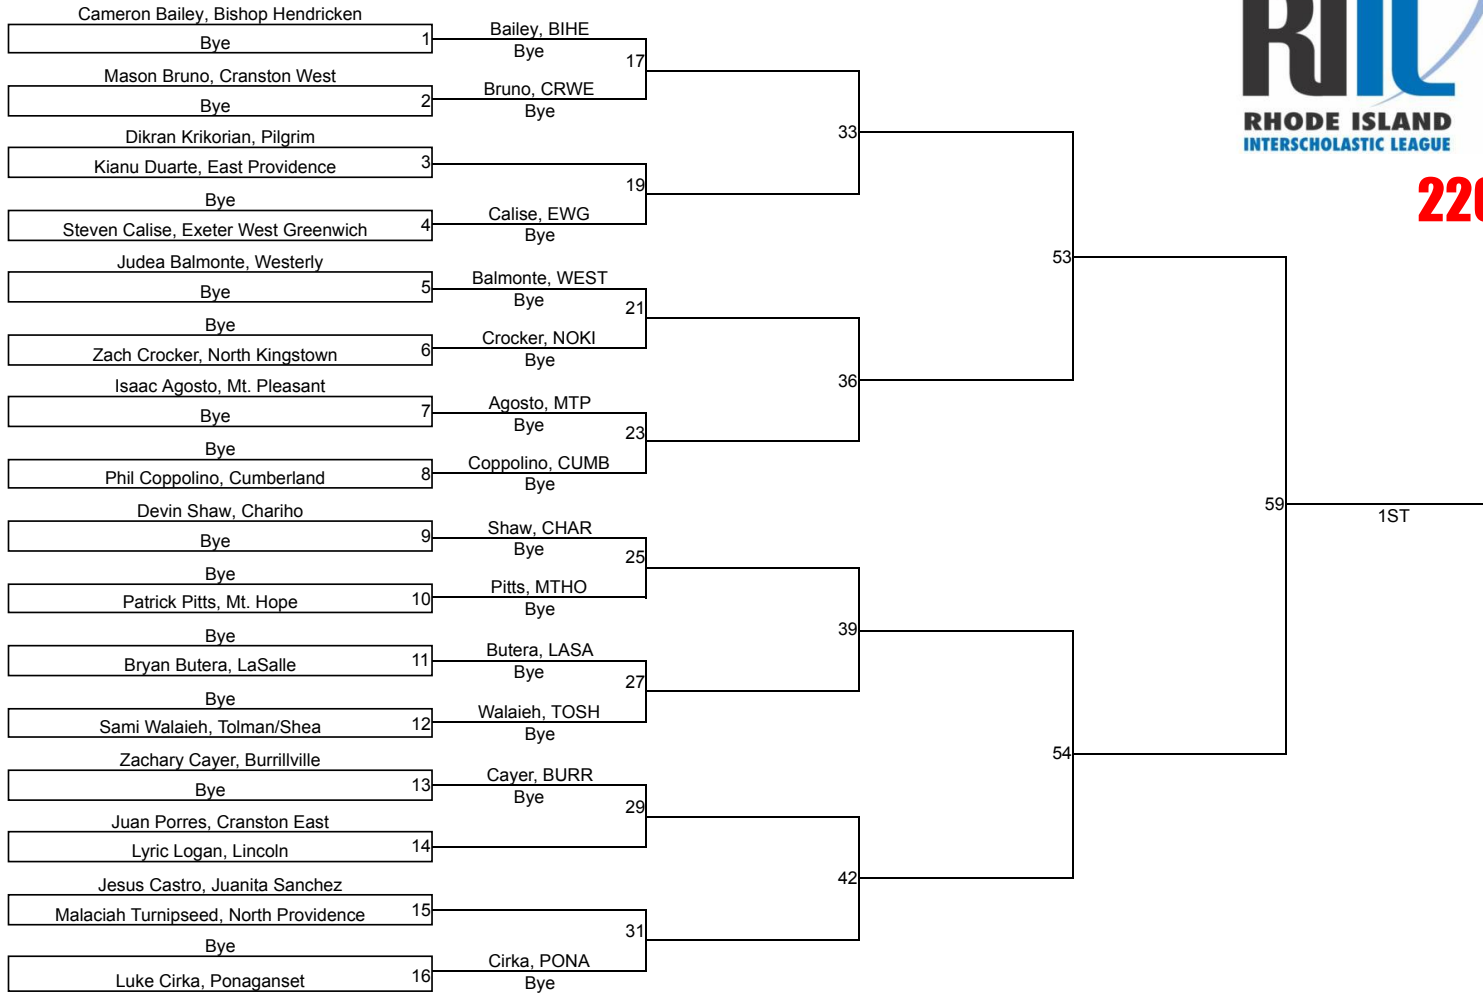 Cameron Bailey, Bishop Hendricken
Bye
1
Bailey, BIHE
Bye
17
Mason Bruno, Cranston West
Bye
2
Bruno, CRWE
Bye
33
Dikran Krikorian, Pilgrim
Kianu Duarte, East Providence
3
19
Bye
Steven Calise, Exeter West Greenwich
4
Calise, EWG
Bye
53
Judea Balmonte, Westerly
Bye
5
Balmonte, WEST
Bye
21
Bye
Zach Crocker, North Kingstown
6
Crocker, NOKI
Bye
36
Isaac Agosto, Mt. Pleasant
Bye
7
Agosto, MTP
Bye
23
Bye
Phil Coppolino, Cumberland
8
Coppolino, CUMB
Bye
59
1ST
Devin Shaw, Chariho
Bye
9
Shaw, CHAR
Bye
25
Bye
Patrick Pitts, Mt. Hope
10
Pitts, MTHO
Bye
39
Bye
Bryan Butera, LaSalle
11
Butera, LASA
Bye
27
Bye
Sami Walaieh, Tolman/Shea
12
Walaieh, TOSH
Bye
54
Zachary Cayer, Burrillville
Bye
13
Cayer, BURR
Bye
29
Juan Porres, Cranston East
Lyric Logan, Lincoln
14
42
Jesus Castro, Juanita Sanchez
Malaciah Turnipseed, North Providence
15
31
Bye
Luke Cirka, Ponaganset
16
Cirka, PONA
Bye
RIIL
RHODE ISLAND
INTERSCHOLASTIC LEAGUE
220